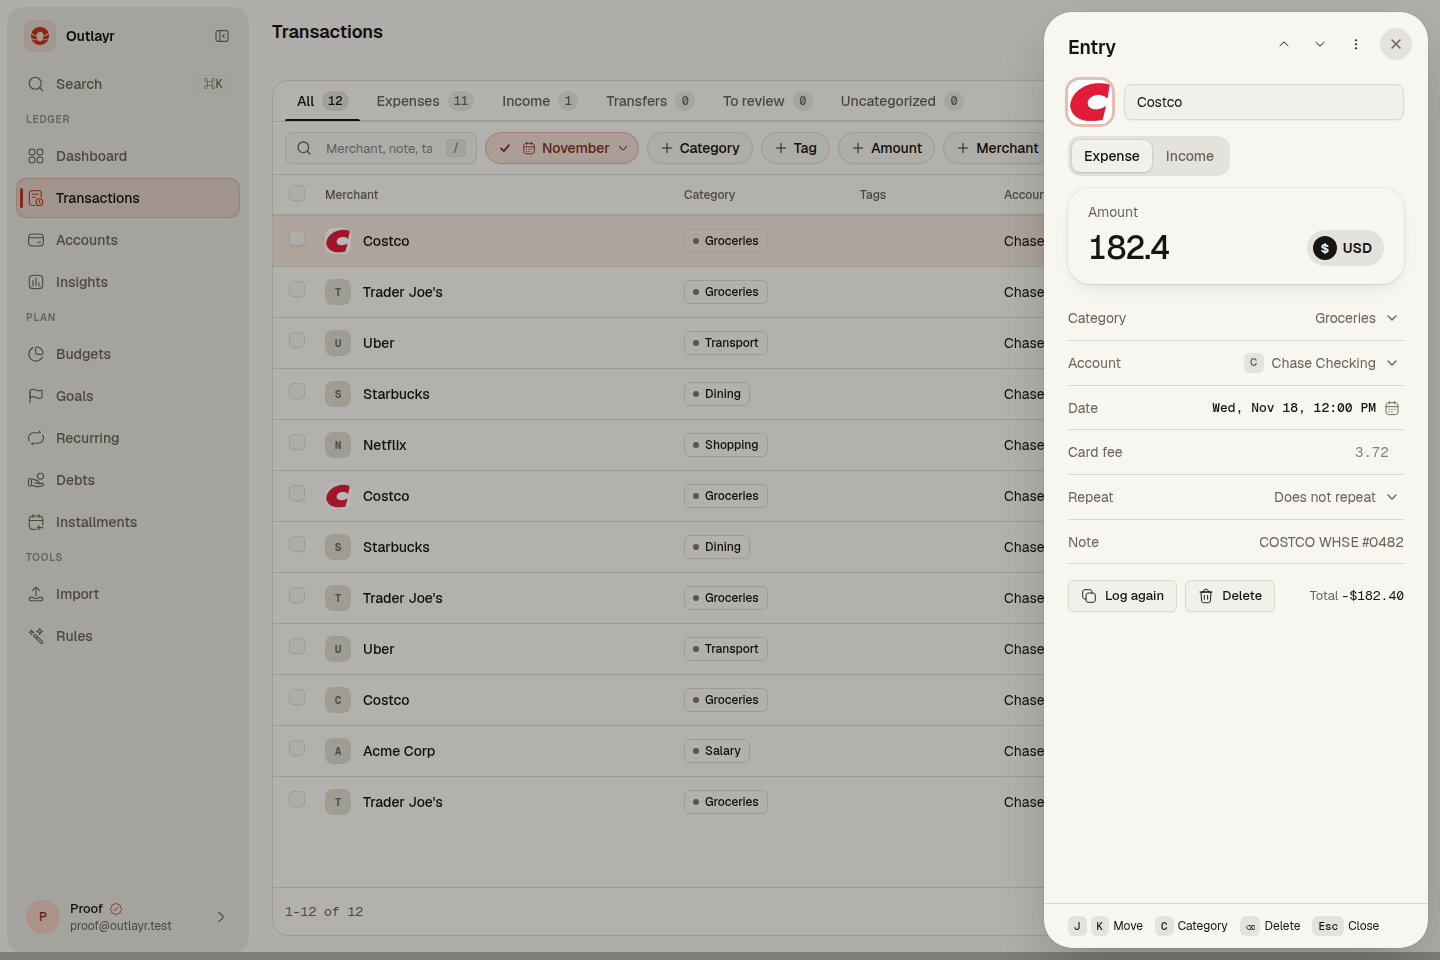 Outlayr
Search ⌘K
LEDGER
Dashboard
Transactions
Accounts
Insights
PLAN
Budgets
Goals
Recurring
Debts
Installments
TOOLS
Import
Rules
P Proof
proof@outlayr.test
Transactions
All 12 Expenses 11 Income 1 Transfers 0 To review 0 Uncategorized 0
Merchant, note, ta / November + Category + Tag + Amount + Merchant
Merchant Category Tags Accoun
Costco Groceries Chase
T Trader Joe's Groceries Chase
U Uber Transport Chase
S Starbucks Dining Chase
N Netflix Shopping Chase
Costco Groceries Chase
S Starbucks Dining Chase
T Trader Joe's Groceries Chase
U Uber Transport Chase
C Costco Groceries Chase
A Acme Corp Salary Chase
T Trader Joe's Groceries Chase
1-12 of 12
Entry
Costco
Expense Income
Amount
182.4 $ USD
Category Groceries
Account C Chase Checking
Date Wed, Nov 18, 12:00 PM
Card fee 3.72
Repeat Does not repeat
Note COSTCO WHSE #0482
Log again Delete Total -$182.40
J K Move C Category ⌫ Delete Esc Close